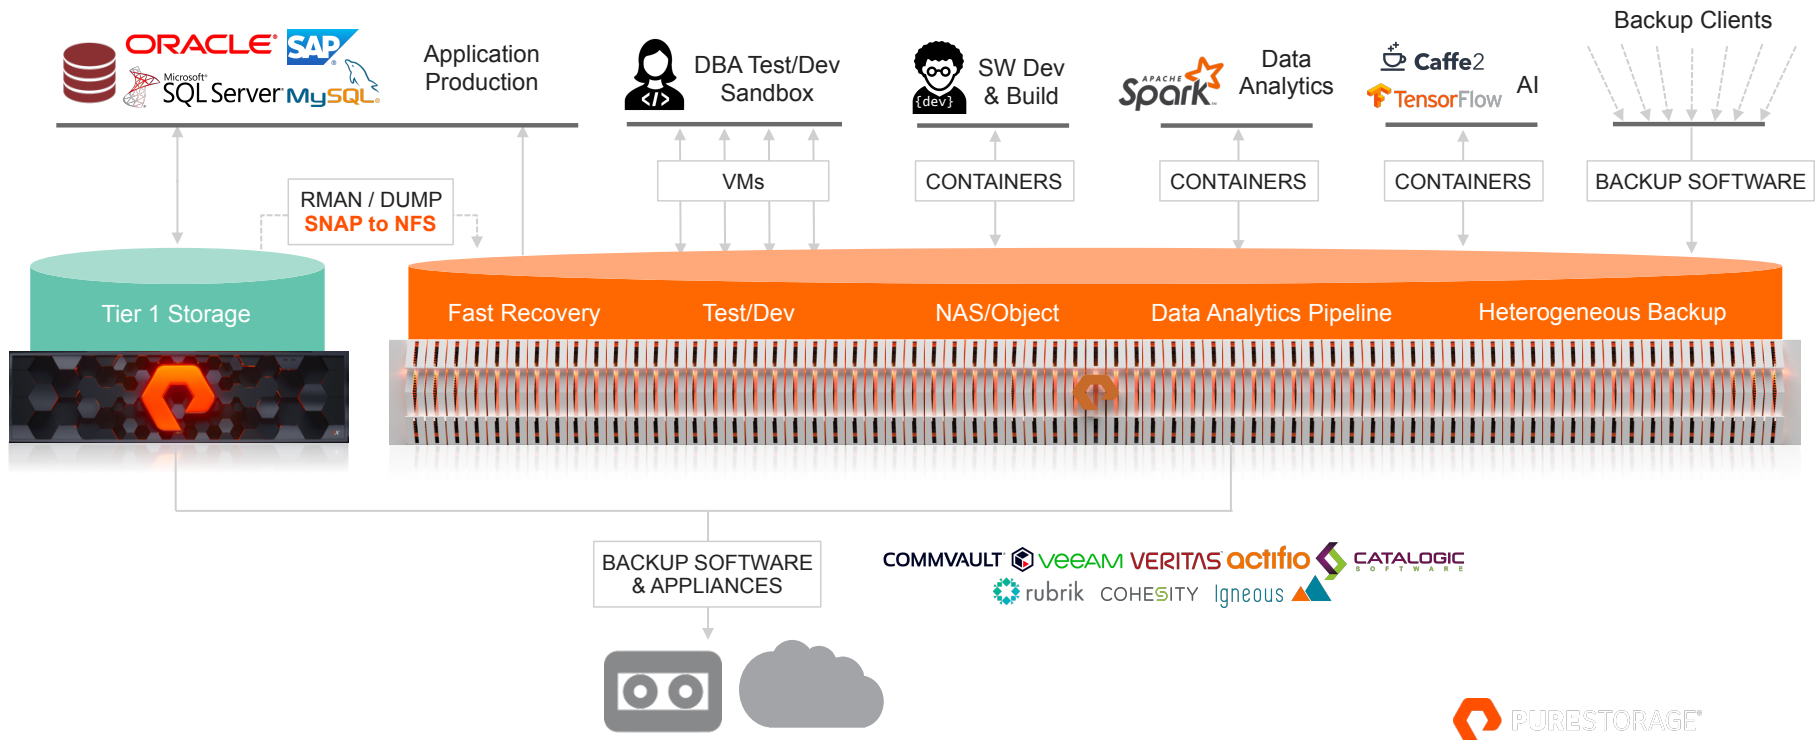 ORACLE®
SAP®
Microsoft®
SQL Server®
MySQL®
Application
Production
</>
DBA Test/Dev
Sandbox
{dev}
SW Dev
& Build
APACHE
Spark™
Data
Analytics
Caffe2
TensorFlow
AI
Backup Clients
RMAN / DUMP
SNAP to NFS
VMs
CONTAINERS
CONTAINERS
CONTAINERS
BACKUP SOFTWARE
Tier 1 Storage
Fast Recovery
Test/Dev
NAS/Object
Data Analytics Pipeline
Heterogeneous Backup
BACKUP SOFTWARE
& APPLIANCES
COMMVAULT
veeAM
VERITAS
actifio
CATALOGIC
SOFTWARE
rubrik
COHESITY
Igneous
PURESTORAGE®